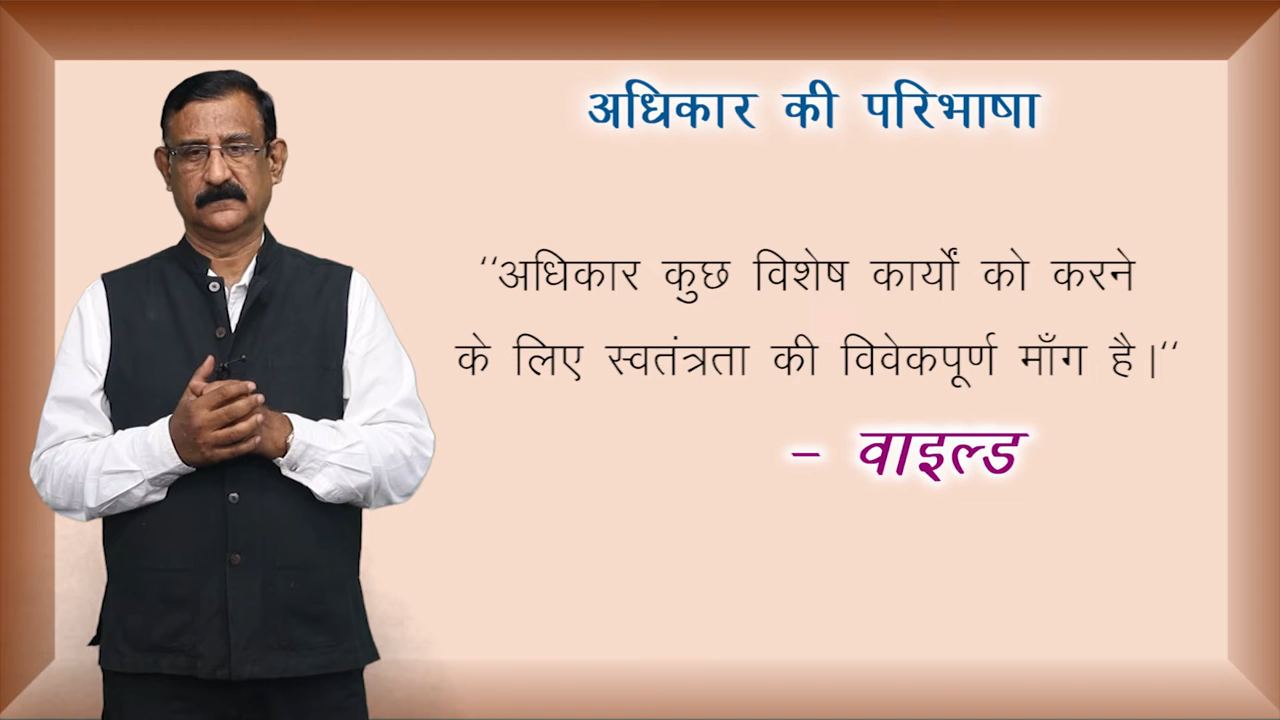 अधिकार की परिभाषा
‘‘अधिकार कुछ विशेष कार्यों को करने
के लिए स्वतंत्रता की विवेकपूर्ण माँग है।‘‘
- वाइल्ड